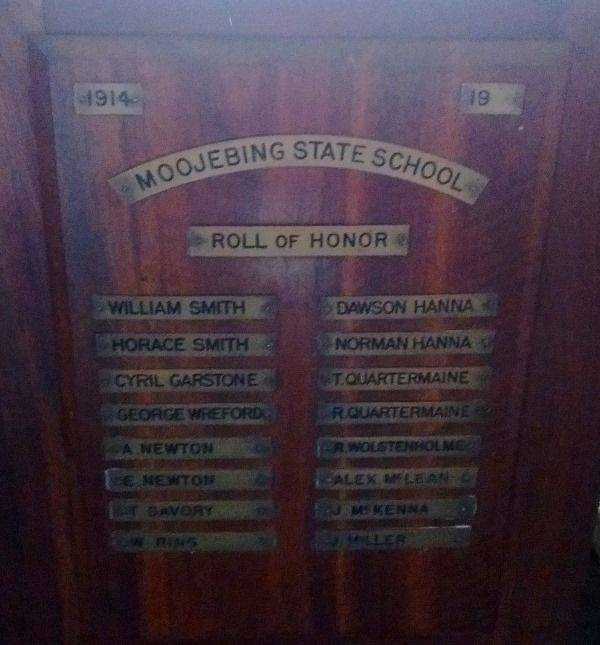 1914 19
MOOJEBING STATE SCHOOL
ROLL OF HONOR
WILLIAM SMITH
HORACE SMITH
CYRIL GARSTONE
GEORGE WREFORD
A. NEWTON
E. NEWTON
T SAVORY
W. RING
DAWSON HANNA
NORMAN HANNA
T. QUARTERMAINE
R. QUARTERMAINE
R. WOLSTENHOLME
ALEX McLEAN
J. McKENNA
J. MILLER